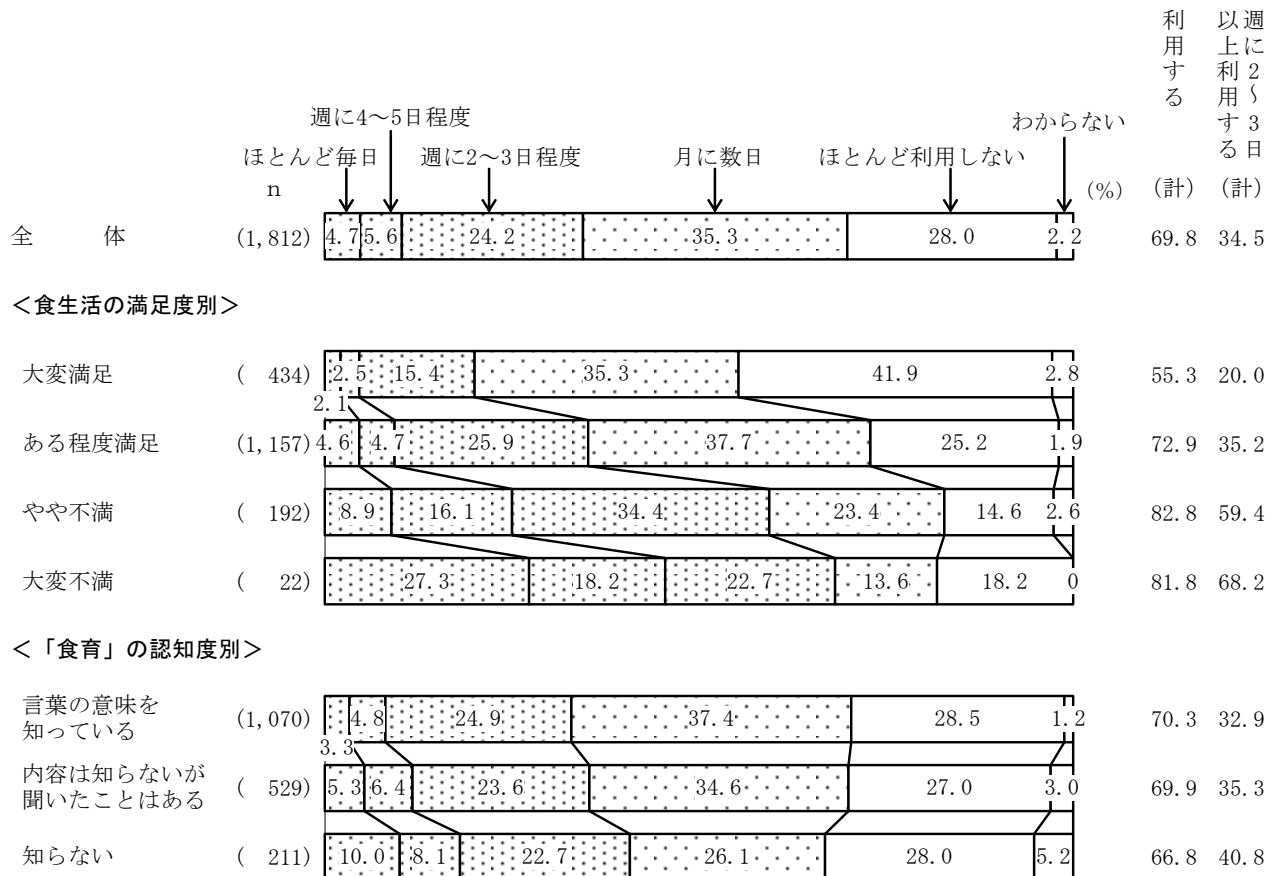 利用する
週に2〜3日以上利用する
週に4〜5日程度
わからない
ほとんど毎日 週に2〜3日程度 月に数日 ほとんど利用しない
n (%) (計) (計)
全 体 (1,812) 4.7 5.6 24.2 35.3 28.0 2.2 69.8 34.5
＜食生活の満足度別＞
大変満足 ( 434) 2.5 15.4 35.3 41.9 2.8 55.3 20.0
2.1
ある程度満足 (1,157) 4.6 4.7 25.9 37.7 25.2 1.9 72.9 35.2
やや不満 ( 192) 8.9 16.1 34.4 23.4 14.6 2.6 82.8 59.4
大変不満 ( 22) 27.3 18.2 22.7 13.6 18.2 0 81.8 68.2
＜「食育」の認知度別＞
言葉の意味を
知っている (1,070) 4.8 24.9 37.4 28.5 1.2 70.3 32.9
3.3
内容は知らないが
聞いたことはある ( 529) 5.3 6.4 23.6 34.6 27.0 3.0 69.9 35.3
知らない ( 211) 10.0 8.1 22.7 26.1 28.0 5.2 66.8 40.8